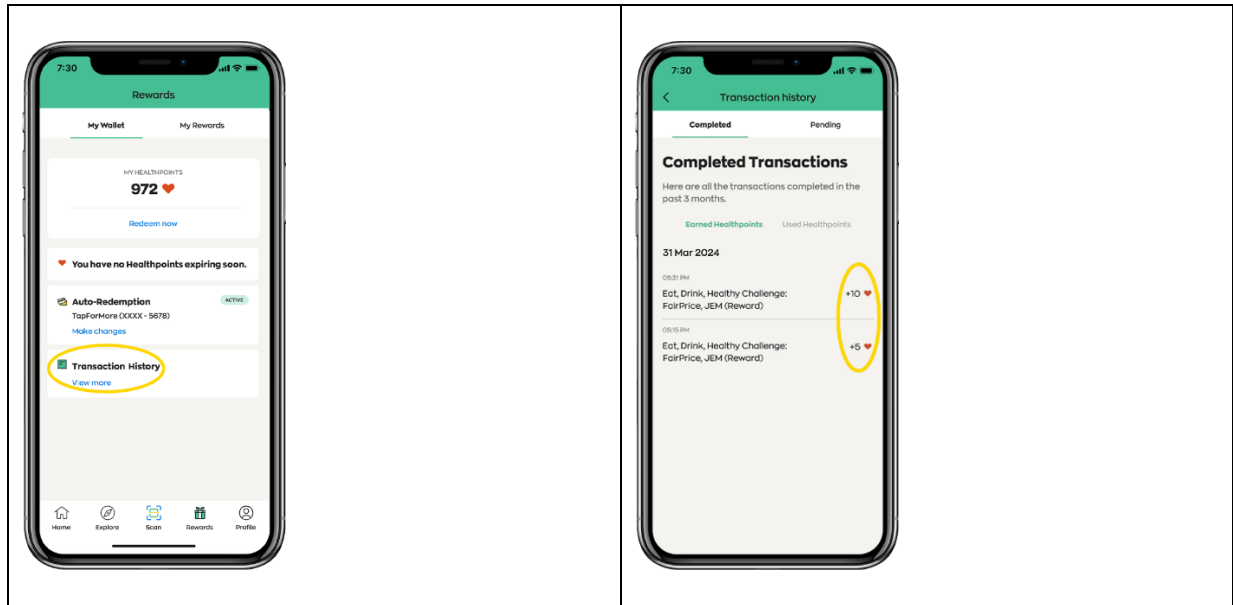 7:30
Rewards
My Wallet My Rewards
MY HEALTHPOINTS
972
Redeem now
You have no Healthpoints expiring soon.
Auto-Redemption ACTIVE
TapForMore (XXXX - 5678)
Make changes
Transaction History
View more
Home Explore Scan Rewards Profile
7:30
Transaction history
Completed Pending
Completed Transactions
Here are all the transactions completed in the
past 3 months.
Earned Healthpoints Used Healthpoints
31 Mar 2024
05:31 PM
Eat, Drink, Healthy Challenge: +10
FairPrice, JEM (Reward)
05:15 PM
Eat, Drink, Healthy Challenge: +5
FairPrice, JEM (Reward)